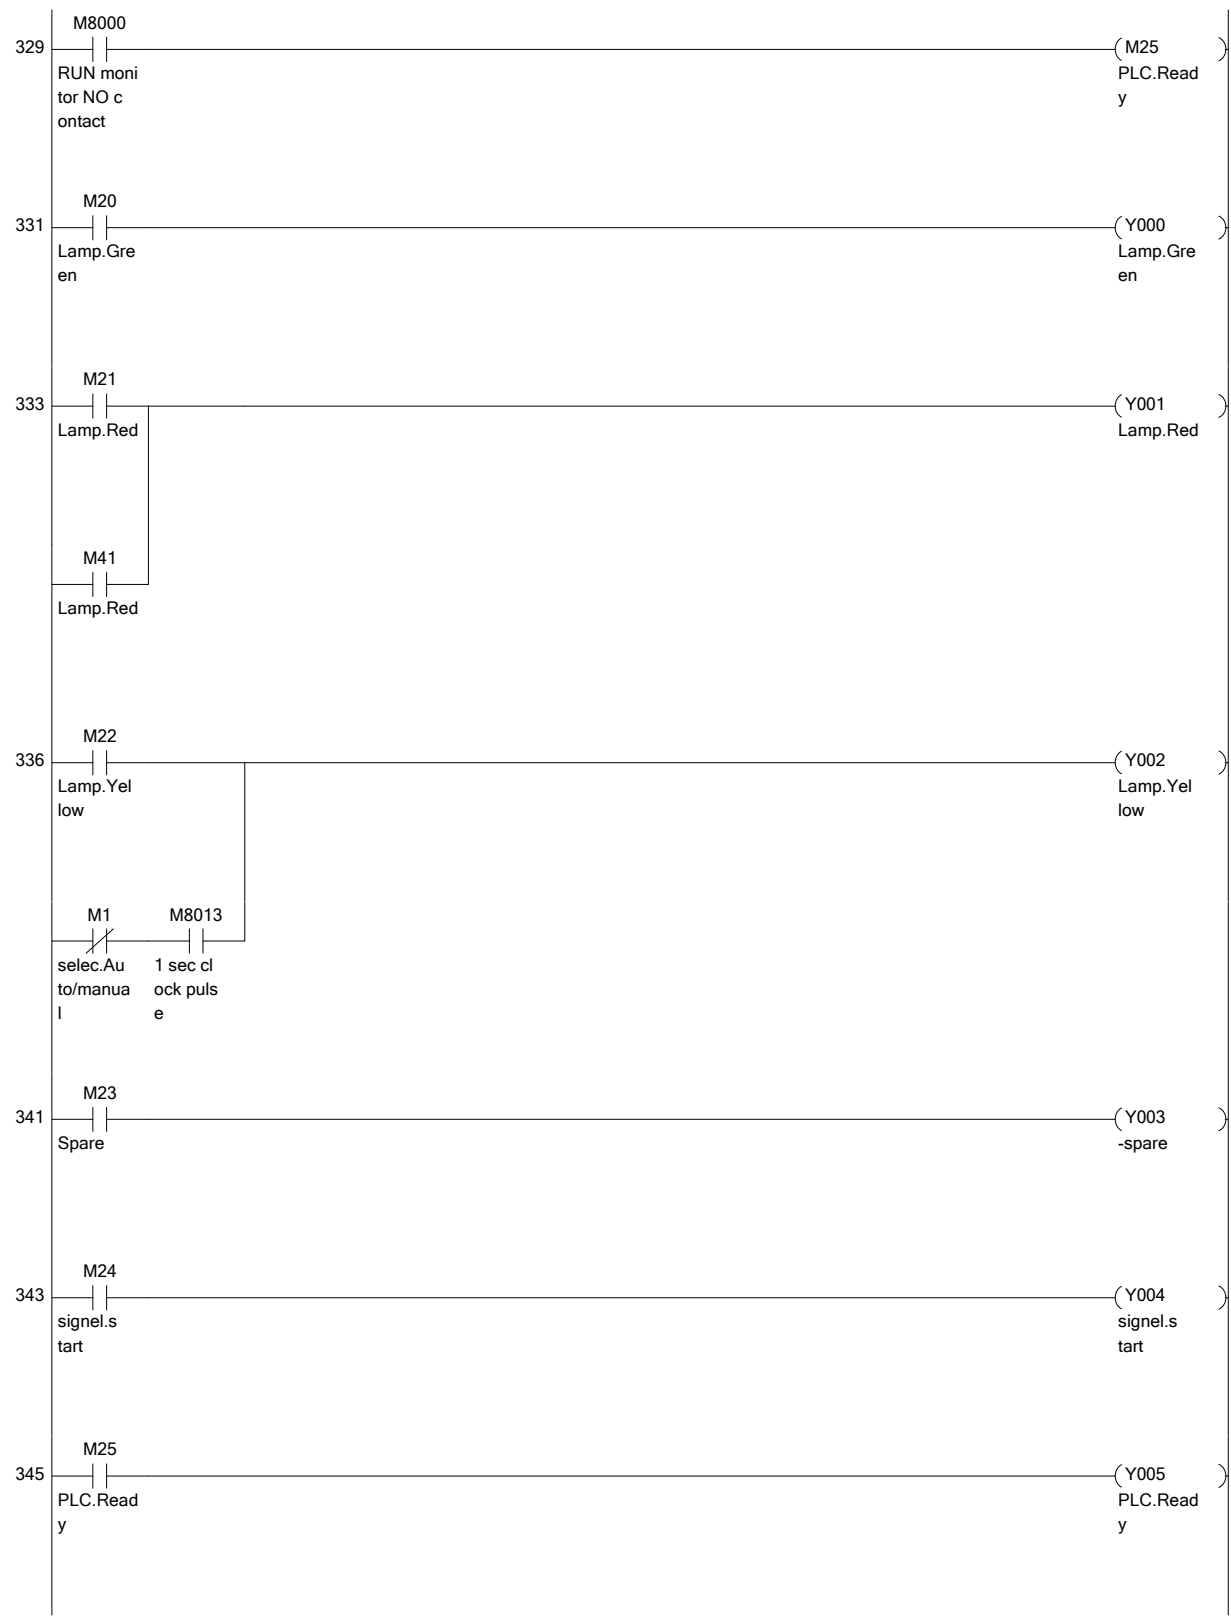 M8000
329
M25
RUN moni
tor NO c
ontact
PLC.Read
y
M20
331
Y000
Lamp.Gre
en
Lamp.Gre
en
M21
333
Y001
Lamp.Red
Lamp.Red
M41
Lamp.Red
M22
336
Y002
Lamp.Yel
low
Lamp.Yel
low
M1
M8013
selec.Au
to/manua
l
1 sec cl
ock puls
e
M23
341
Y003
Spare
-spare
M24
343
Y004
signel.s
tart
signel.s
tart
M25
345
Y005
PLC.Read
y
PLC.Read
y